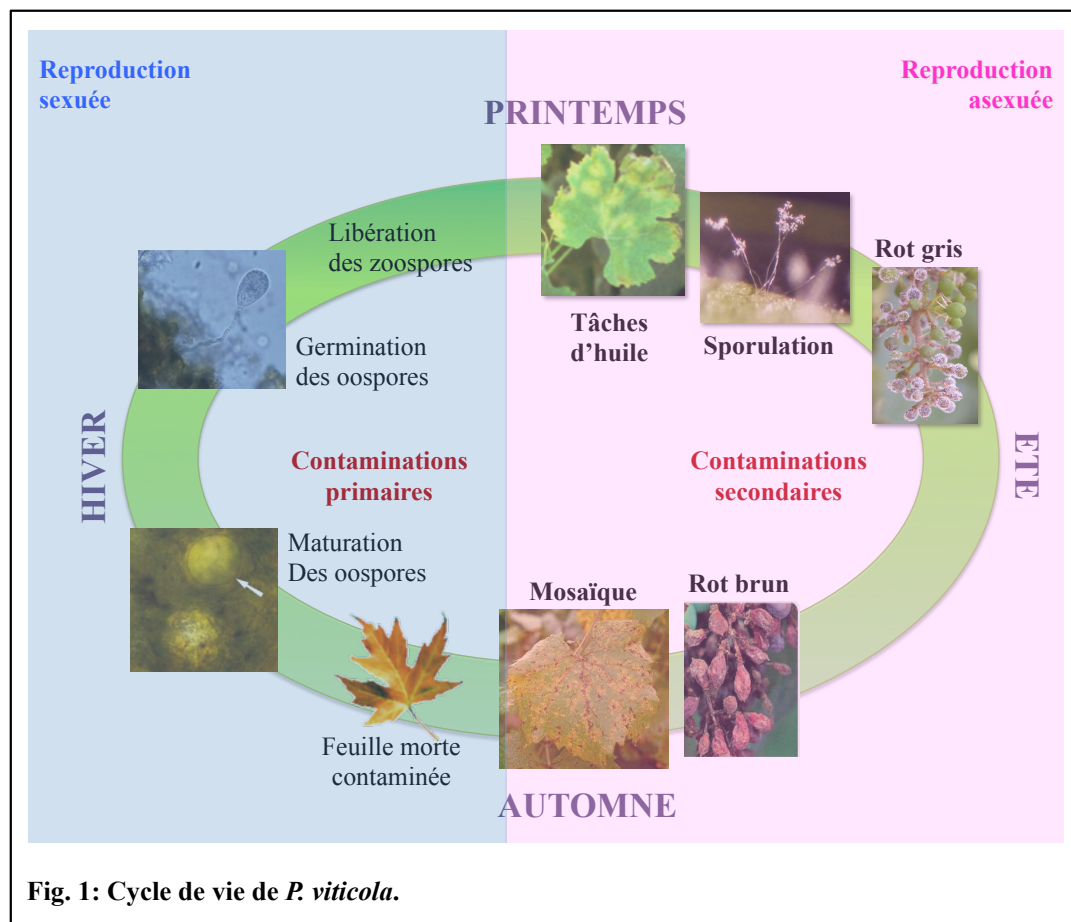 Reproduction
sexuée
Reproduction
asexuée
PRINTEMPS
Libération
des zoospores
Germination
des oospores
Tâches
d’huile
Sporulation
Rot gris
HIVER
Contaminations
primaires
Contaminations
secondaires
ETE
Maturation
Des oospores
Mosaïque
Rot brun
Feuille morte
contaminée
AUTOMNE
Fig. 1: Cycle de vie de P. viticola.